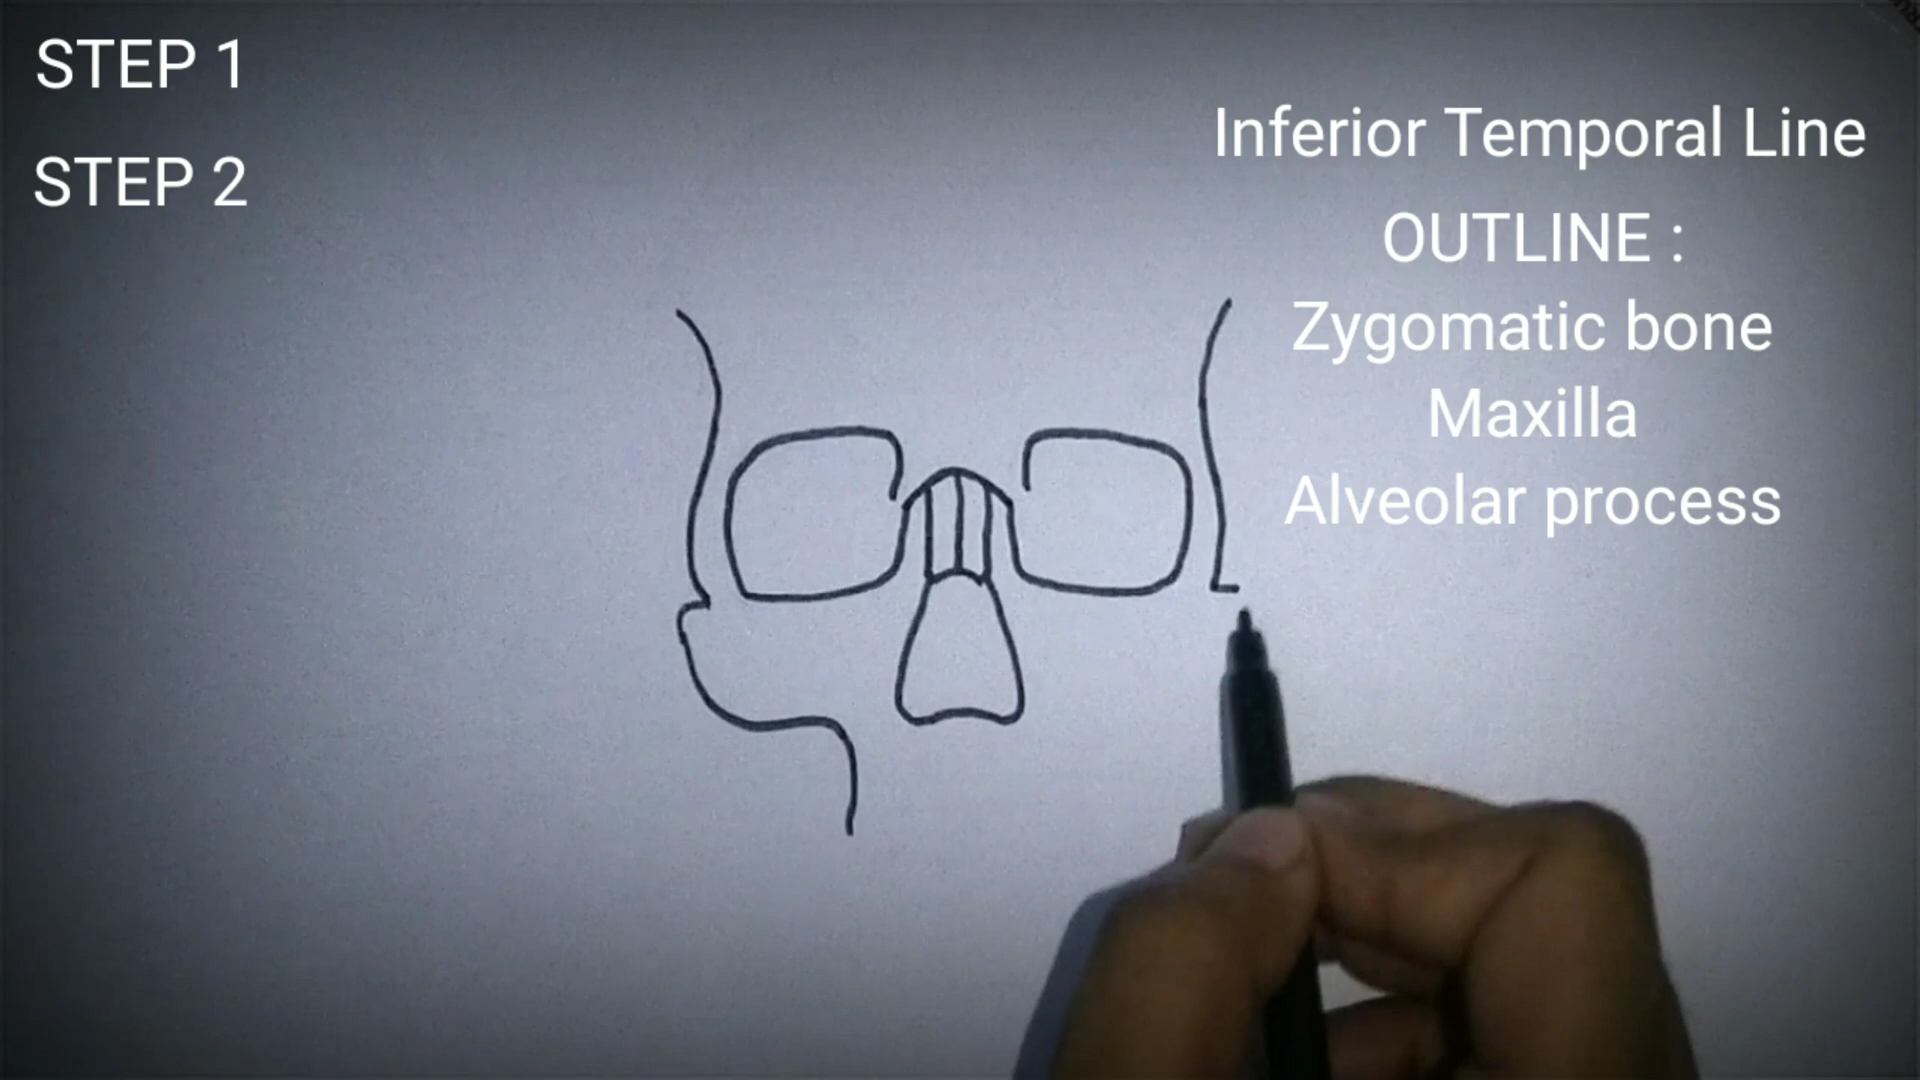 STEP 1
STEP 2
Inferior Temporal Line
OUTLINE :
Zygomatic bone
Maxilla
Alveolar process